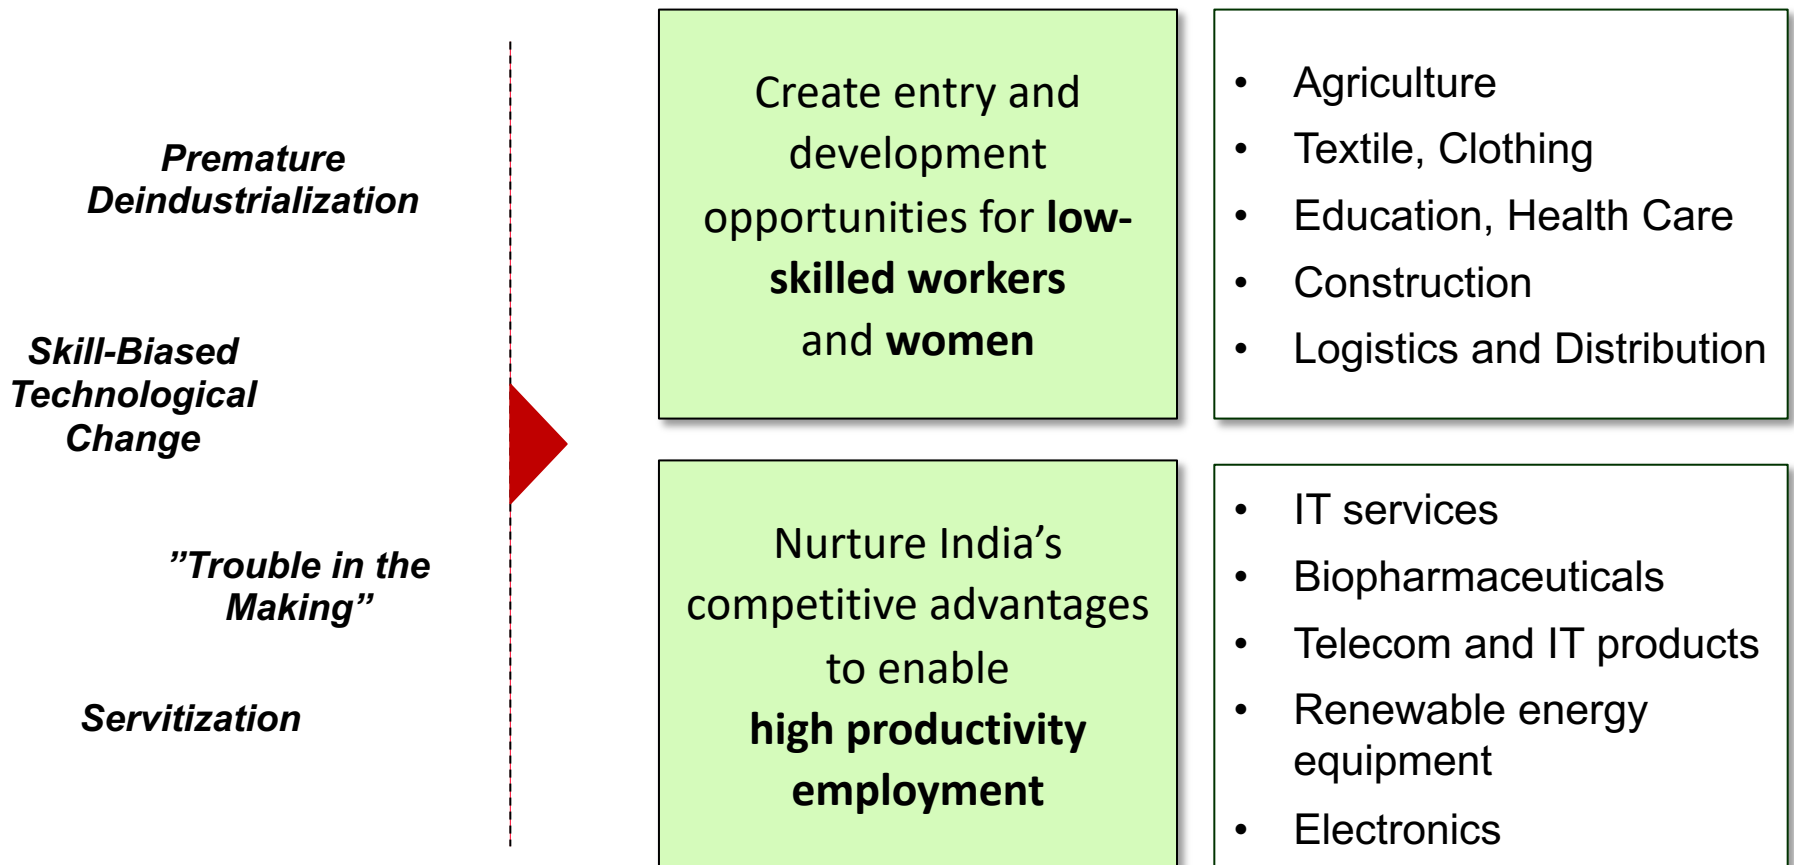 Premature
Deindustrialization
Skill-Biased
Technological
Change
”Trouble in the
Making”
Servitization
Create entry and
development
opportunities for low-
skilled workers
and women
• Agriculture
• Textile, Clothing
• Education, Health Care
• Construction
• Logistics and Distribution
Nurture India’s
competitive advantages
to enable
high productivity
employment
• IT services
• Biopharmaceuticals
• Telecom and IT products
• Renewable energy
equipment
• Electronics